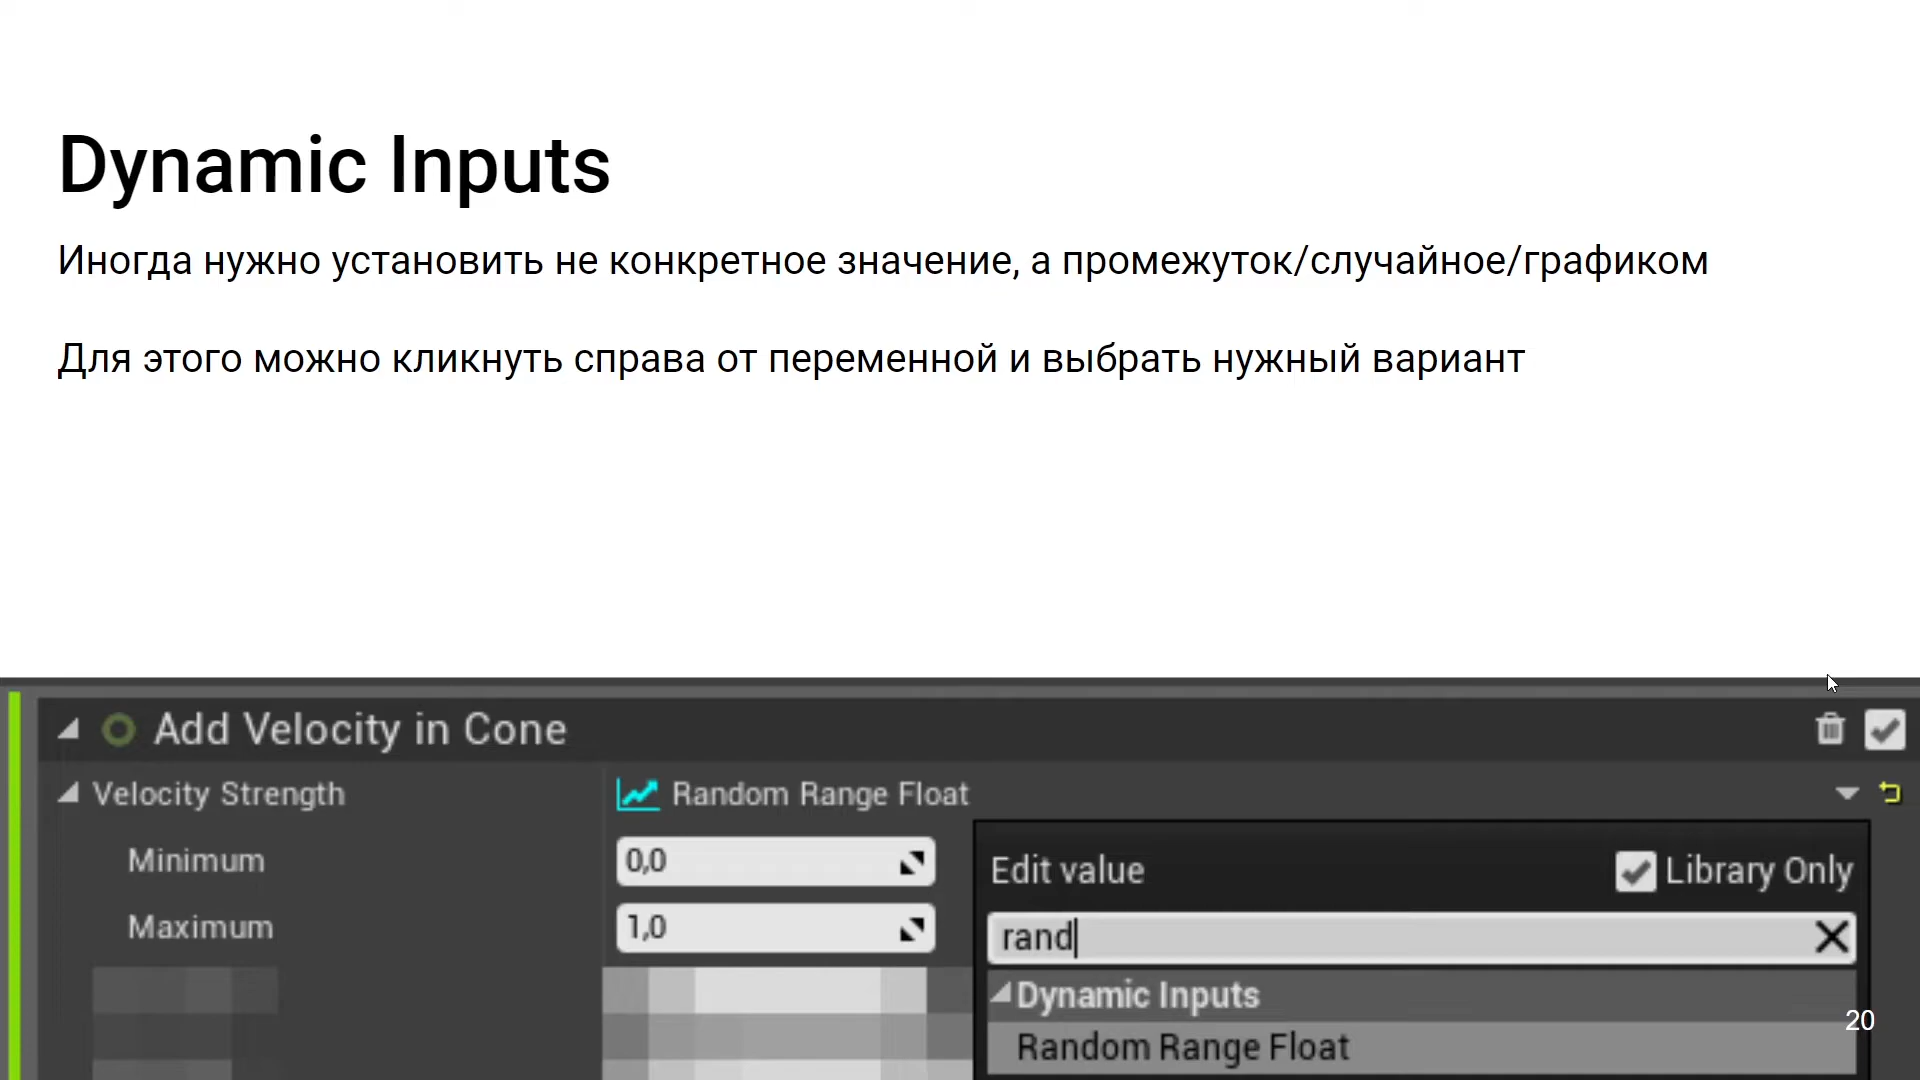 Dynamic Inputs
Иногда нужно установить не конкретное значение, а промежуток/случайное/графиком
Для этого можно кликнуть справа от переменной и выбрать нужный вариант
Add Velocity in Cone
Velocity Strength
Random Range Float
Minimum
0,0
Maximum
1,0
Edit value
Library Only
rand
Dynamic Inputs
Random Range Float
20